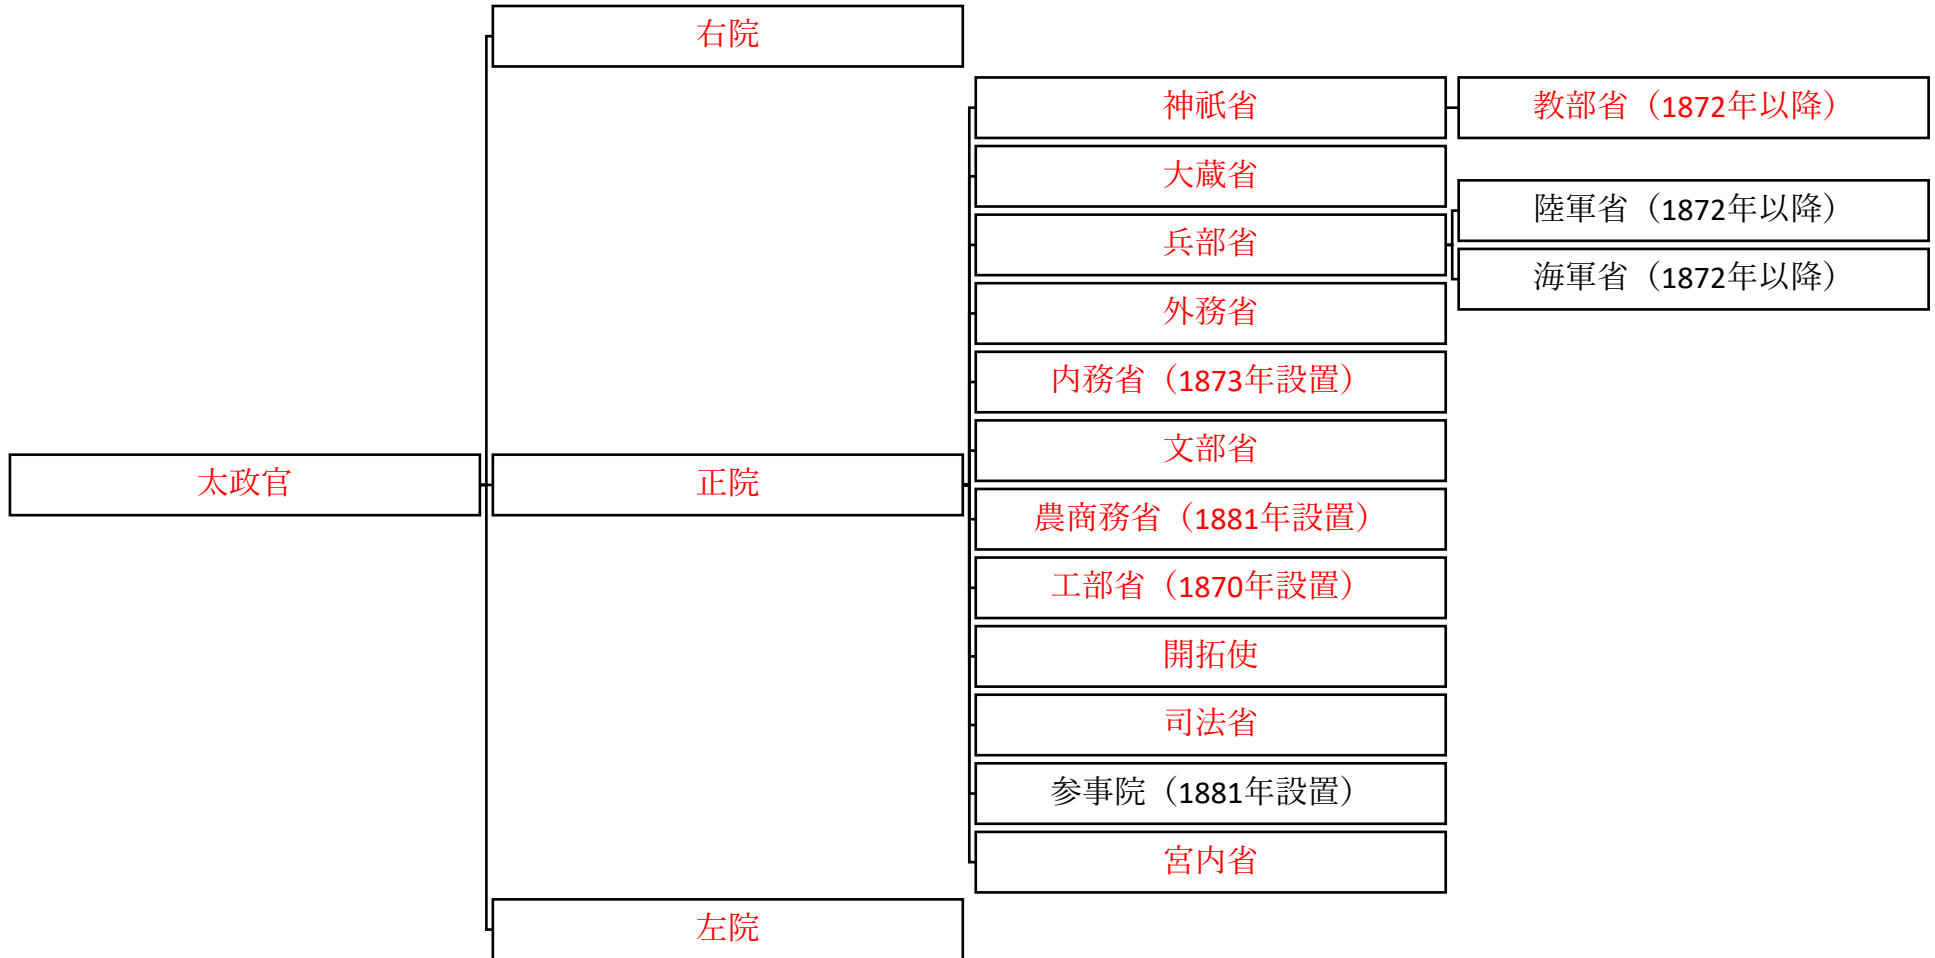 右院
神祇省
教部省（1872年以降）
大蔵省
陸軍省（1872年以降）
兵部省
海軍省（1872年以降）
外務省
内務省（1873年設置）
文部省
太政官
正院
農商務省（1881年設置）
工部省（1870年設置）
開拓使
司法省
参事院（1881年設置）
宮内省
左院